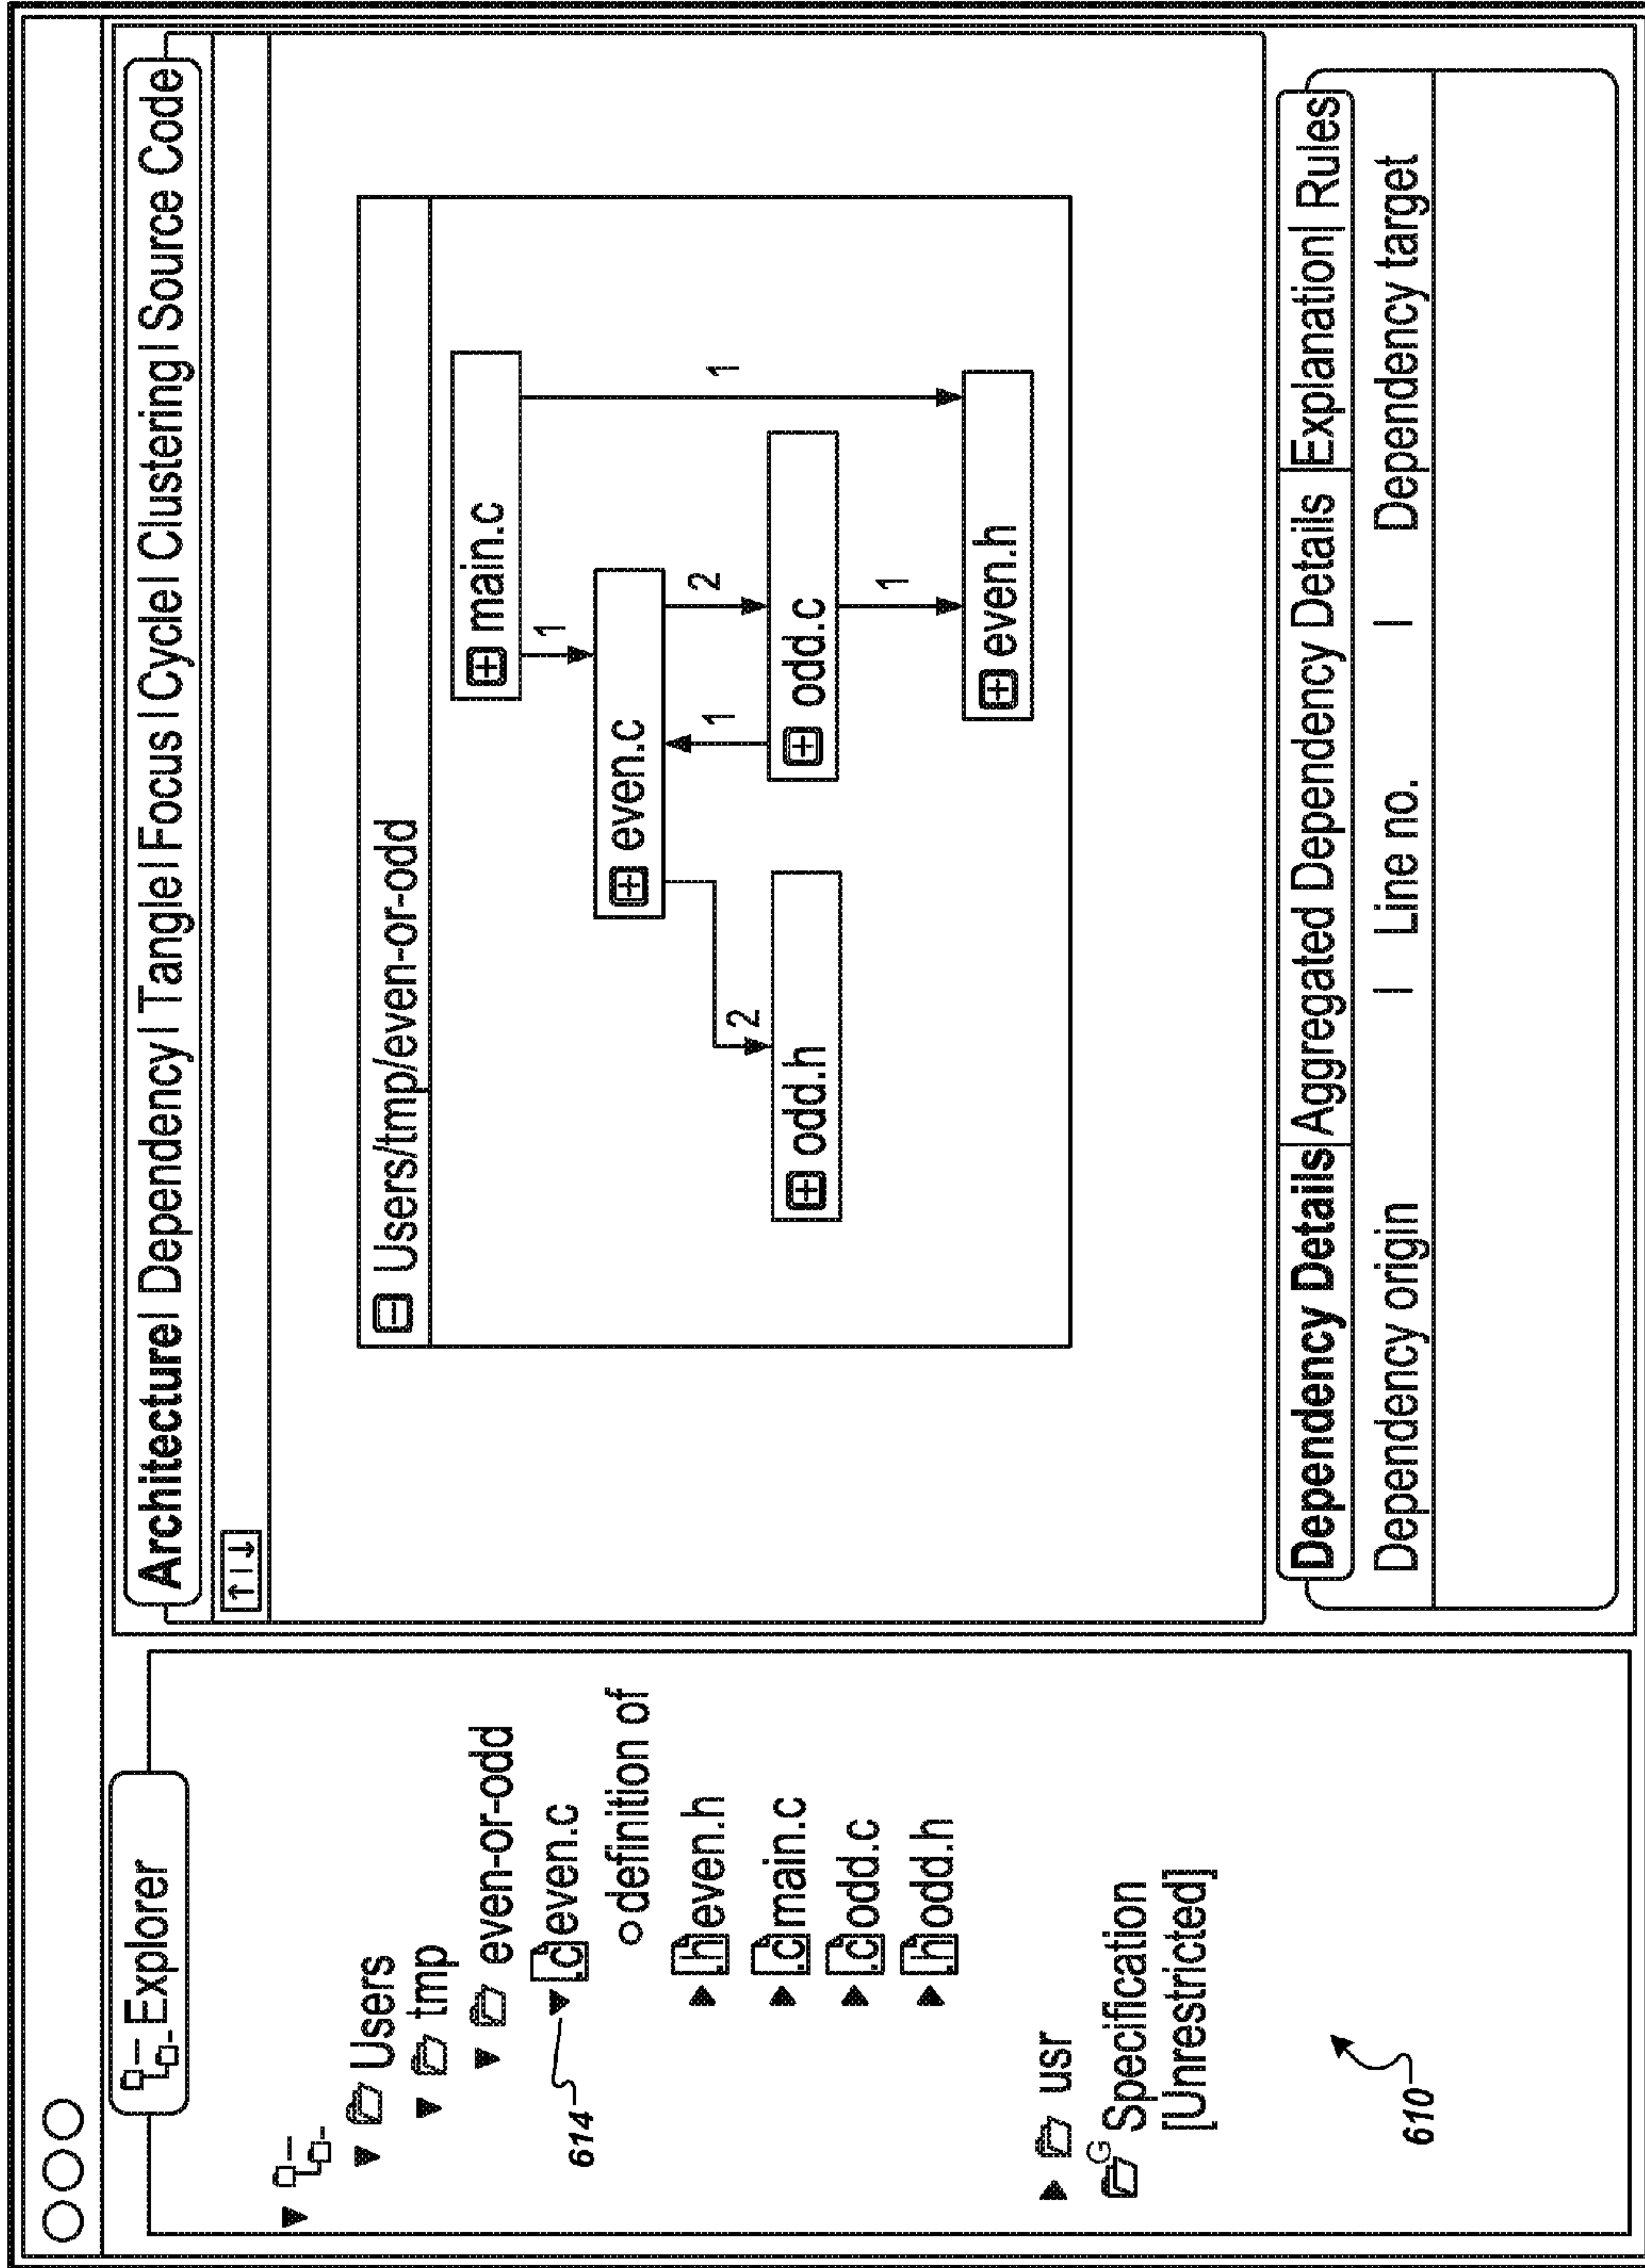 Explorer
Users
tmp
even-or-odd
.c even.c
definition of
.h even.h
.c main.c
.c odd.c
.h odd.h
usr
G
Specification
[Unrestricted]
614
610
Architecture| Dependency| Tangle| Focus | Cycle| Clustering| Source Code
Users/tmp/even-or-odd
main.c
1
1
even.c
2
1
2
odd.h
odd.c
1
even.h
Dependency Details| Aggregated Dependency Details |Explanation| Rules
Dependency origin | Line no. | Dependency target